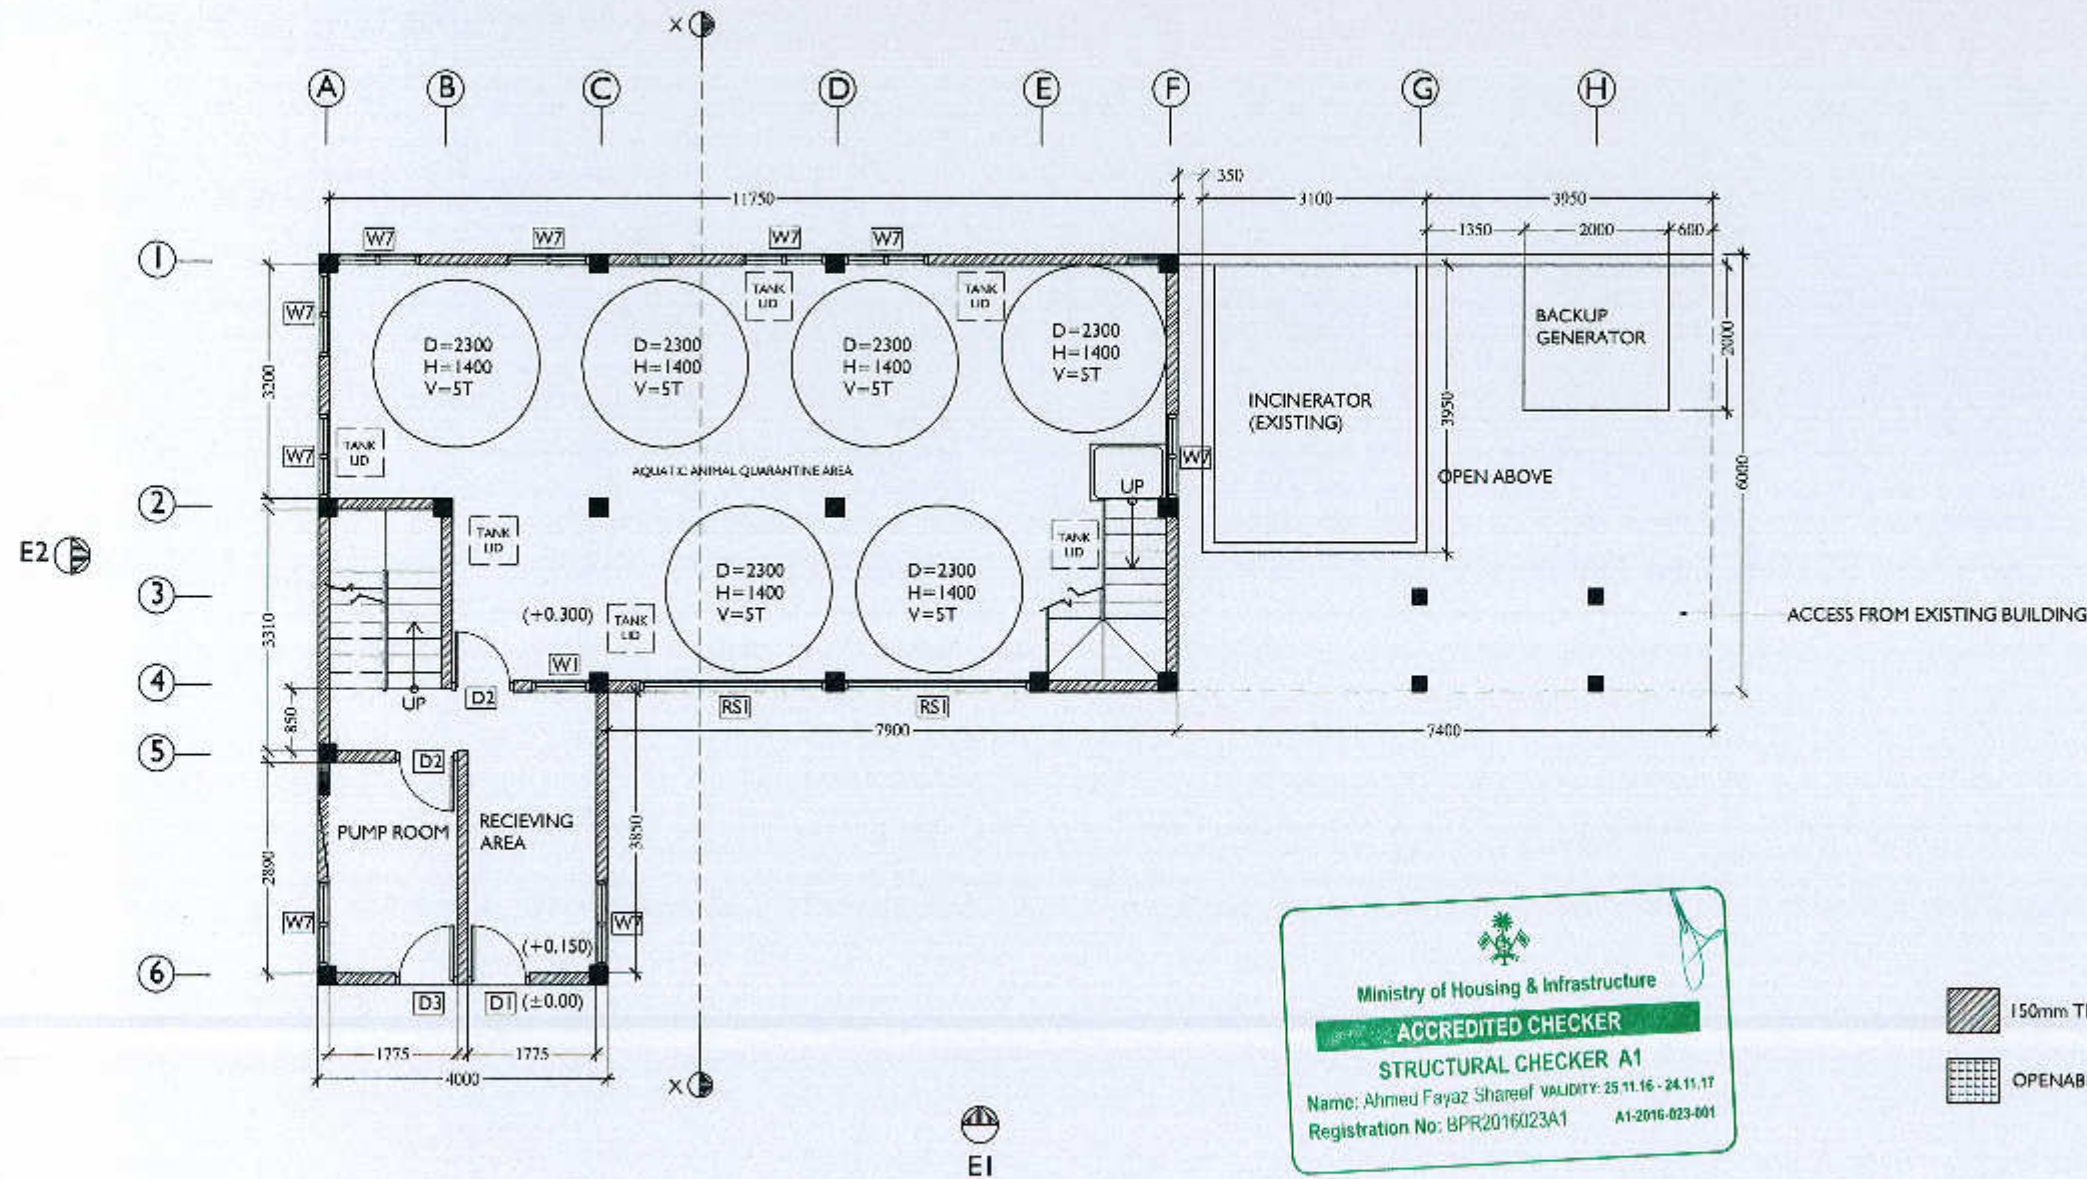 X
A B C D E F G H
350
11750 3100 3950
1350 2000 600
W7 W7 W7 W7
1
TANK LID
TANK LID
W7
D=2300
H=1400
V=5T
D=2300
H=1400
V=5T
D=2300
H=1400
V=5T
D=2300
H=1400
V=5T
BACKUP
GENERATOR
2000
3200
INCINERATOR
(EXISTING)
3950
W7
TANK LID
AQUATIC ANIMAL QUARANTINE AREA
W7
OPEN ABOVE
6000
UP
2
E2
TANK LID
TANK LID
D=2300
H=1400
V=5T
D=2300
H=1400
V=5T
3
(+0.300)
TANK LID
ACCESS FROM EXISTING BUILDING
3310
W1
4
UP
D2
RS1 RS1
850
7900 7400
5
D2
PUMP ROOM
RECIEVING
AREA
3850
2890
W7 W7
(+0.150)
6
D3 D1 (±0.00)
1775 1775
4000
X
E1
Ministry of Housing & Infrastructure
ACCREDITED CHECKER
STRUCTURAL CHECKER A1
Name: Ahmed Fayaz Shareef VALIDITY: 25.11.16 - 24.11.17
Registration No: BPR2016023A1 A1-2016-023-001
150mm
OPENAB